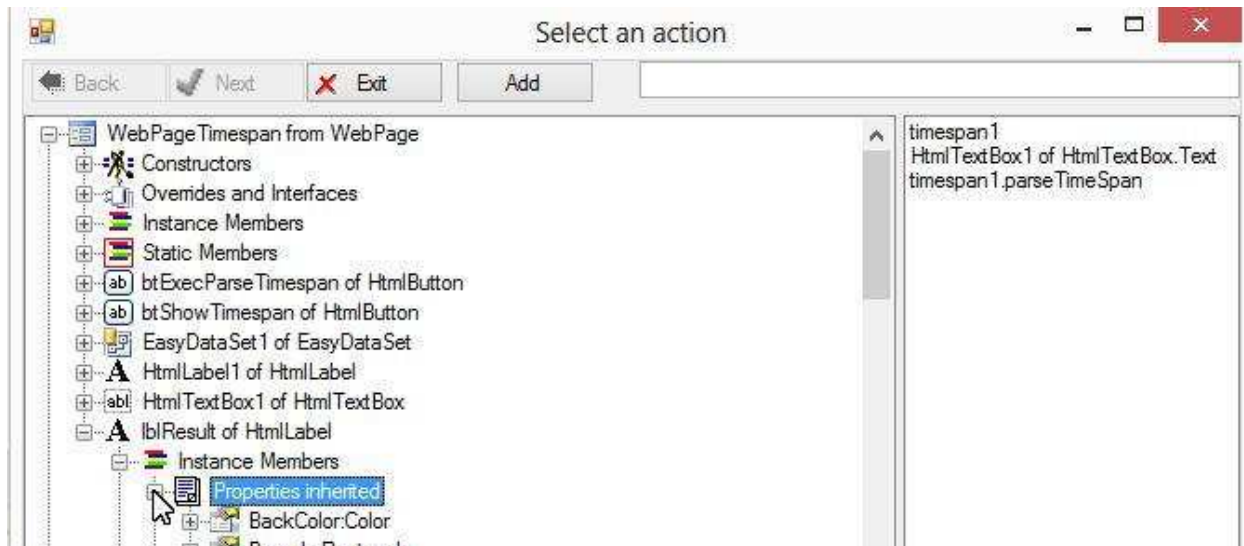 Select an action
Back Next Exit Add
WebPageTimespan from WebPage
Constructors
Overrides and Interfaces
Instance Members
Static Members
btExecParseTimespan of HtmlButton
btShowTimespan of HtmlButton
EasyDataSet1 of EasyDataSet
HtmlLabel1 of HtmlLabel
abl HtmlTextBox1 of HtmlTextBox
A lblResult of HtmlLabel
Instance Members
Properties inherited
BackColor:Color
timespan1
HtmlTextBox1 of HtmlTextBox.Text
timespan1.parseTimeSpan